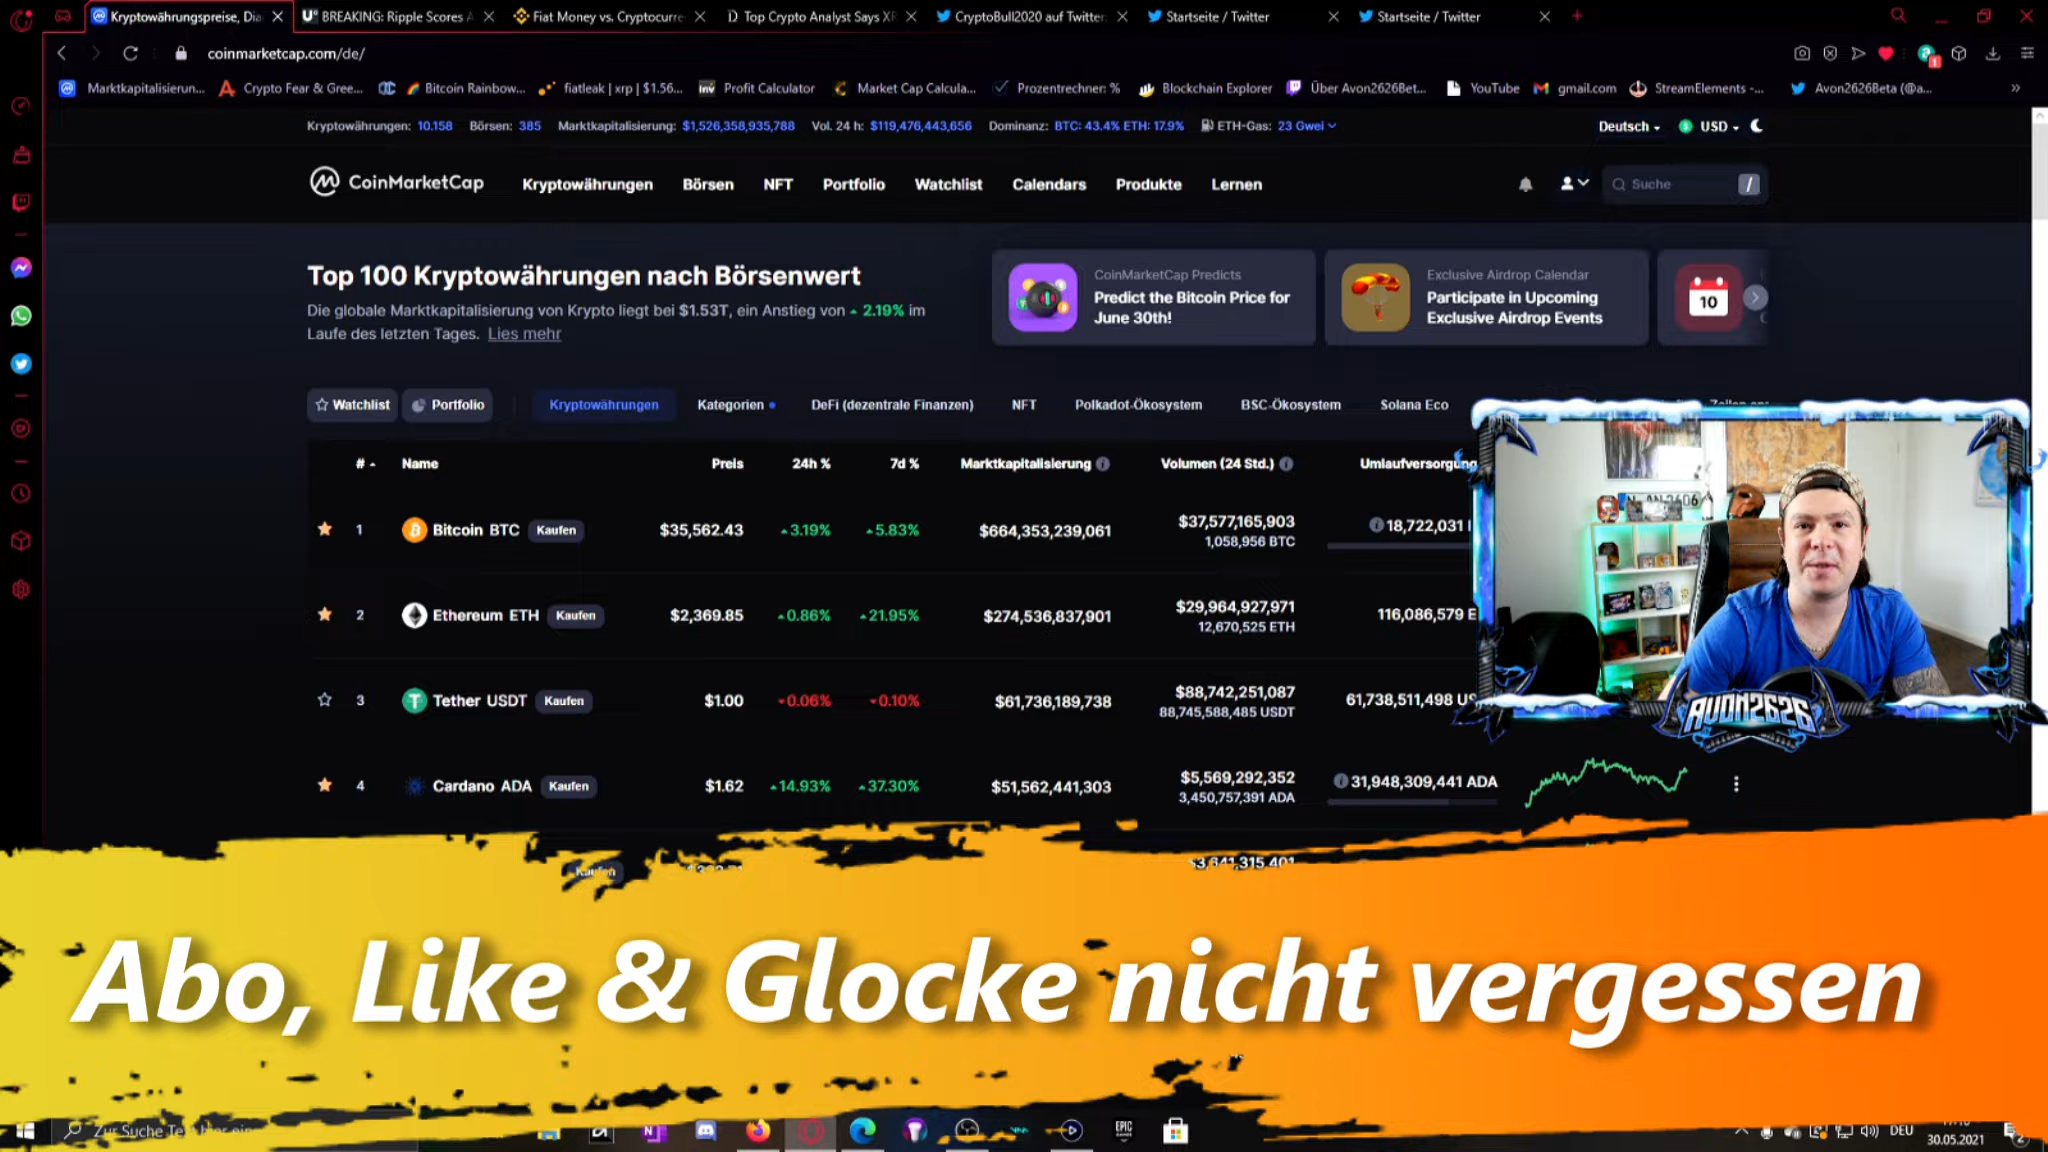 Kryptowährungspreise, Dia
BREAKING: Ripple Scores A
Fiat Money vs. Cryptocurre
Top Crypto Analyst Says XR
CryptoBull2020 auf Twitter:
Startseite / Twitter
Startseite / Twitter
coinmarketcap.com/de/
Marktkapitalisierun...
Crypto Fear & Gree...
Bitcoin Rainbow...
fiatleak | xrp | $1.56...
Profit Calculator
Market Cap Calcula...
Prozentrechner: %
Blockchain Explorer
Über Avon2626Bet...
YouTube
gmail.com
StreamElements -...
Avon2626Beta (@a...
Kryptowährungen: 10.158 Börsen: 385 Marktkapitalisierung: $1,526,358,935,788 Vol. 24 h: $119,476,443,656 Dominanz: BTC: 43.4% ETH: 17.9% ETH-Gas: 23 Gwei
Deutsch USD
CoinMarketCap
Kryptowährungen Börsen NFT Portfolio Watchlist Calendars Produkte Lernen
Suche /
Top 100 Kryptowährungen nach Börsenwert
Die globale Marktkapitalisierung von Krypto liegt bei $1.53T, ein Anstieg von 2.19% im
Laufe des letzten Tages. Lies mehr
CoinMarketCap Predicts
Predict the Bitcoin Price for
June 30th!
Exclusive Airdrop Calendar
Participate in Upcoming
Exclusive Airdrop Events
10
Watchlist Portfolio Kryptowährungen Kategorien DeFi (dezentrale Finanzen) NFT Polkadot-Ökosystem BSC-Ökosystem Solana Eco
# Name Preis 24h % 7d % Marktkapitalisierung Volumen (24 Std.) Umlaufversorgung
1 Bitcoin BTC Kaufen $35,562.43 3.19% 5.83% $664,353,239,061 $37,577,165,903 18,722,031
1,058,956 BTC
2 Ethereum ETH Kaufen $2,369.85 0.86% 21.95% $274,536,837,901 $29,964,927,971 116,086,579 E
12,670,525 ETH
3 Tether USDT Kaufen $1.00 0.06% 0.10% $61,736,189,738 $88,742,251,087 61,738,511,498 US
88,745,588,485 USDT
AVON2626
4 Cardano ADA Kaufen $1.62 14.93% 37.30% $51,562,441,303 $5,569,292,352 31,948,309,441 ADA
3,450,757,391 ADA
Kaufen
Abo, Like & Glocke nicht vergessen
Zur Suche Te
EPIC
DEU
30.05.2021